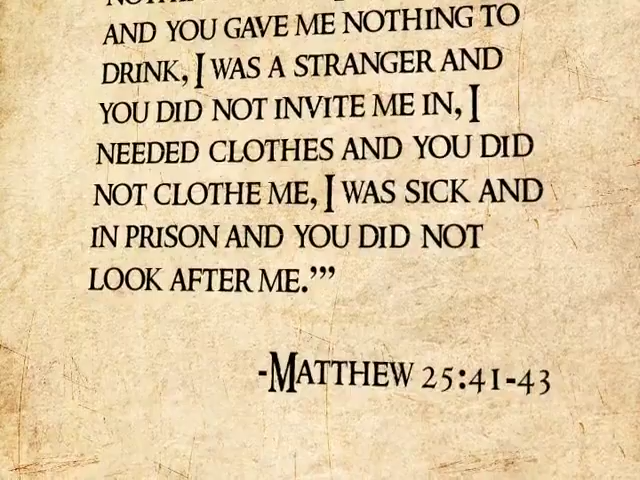 AND YOU GAVE ME NOTHING TO
DRINK, I WAS A STRANGER AND
YOU DID NOT INVITE ME IN, I
NEEDED CLOTHES AND YOU DID
NOT CLOTHE ME, I WAS SICK AND
IN PRISON AND YOU DID NOT
LOOK AFTER ME.'"
-MATTHEW 25:41-43